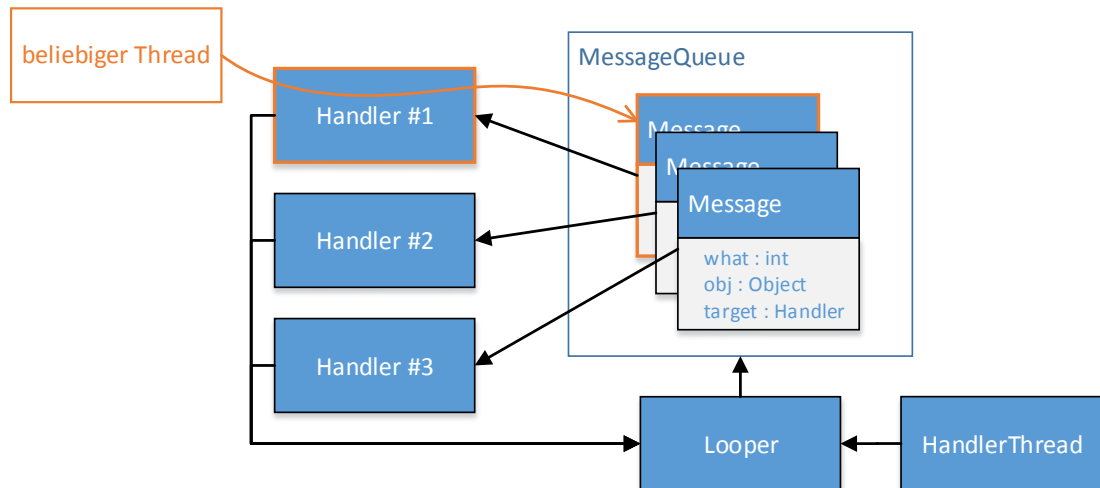 beliebiger Thread
MessageQueue
Handler #1
Message
Message
Message
what : int
obj : Object
target : Handler
Handler #2
Handler #3
Looper
HandlerThread